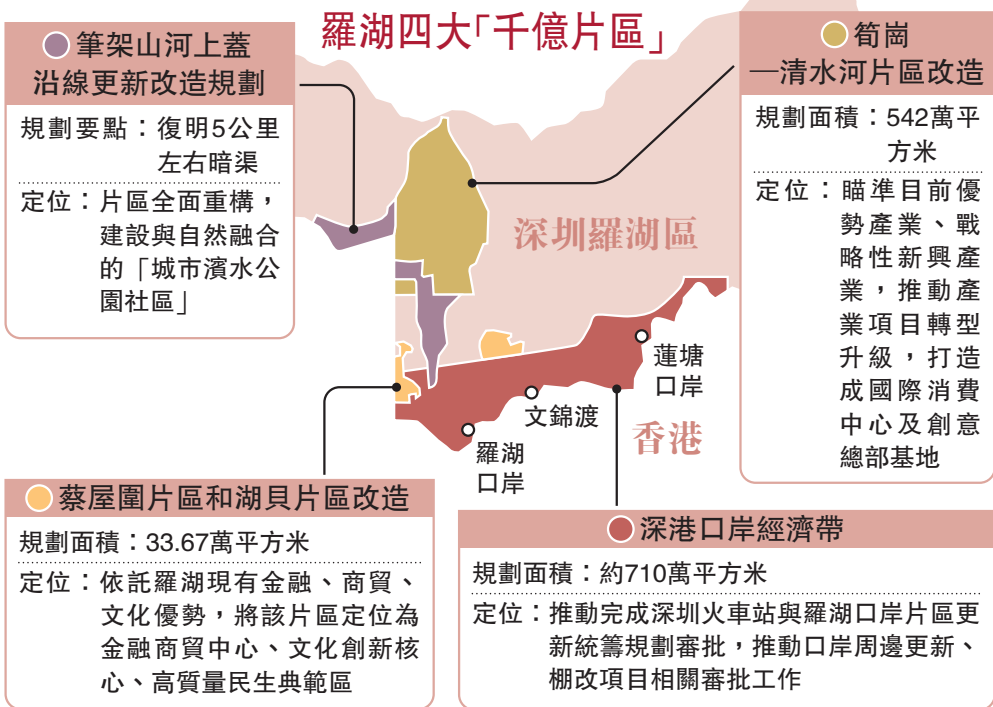 羅湖四大「千億片區」
筆架山河上蓋
沿線更新改造規劃
規劃要點：復明5公里
左右暗渠
定位：片區全面重構，
建設與自然融合
的「城市濱水公
園社區」
筍崗
—清水河片區改造
規劃面積：542萬平
方米
定位：瞄準目前優
勢產業、戰
略性新興產
業，推動產
業項目轉型
升級，打造
成國際消費
中心及創意
總部基地
深圳羅湖區
蓮塘
口岸
文錦渡
香港
羅湖
口岸
蔡屋圍片區和湖貝片區改造
規劃面積：33.67萬平方米
定位：依託羅湖現有金融、商貿、
文化優勢，將該片區定位為
金融商貿中心、文化創新核
心、高質量民生典範區
深港口岸經濟帶
規劃面積：約710萬平方米
定位：推動完成深圳火車站與羅湖口岸片區更
新統籌規劃審批，推動口岸周邊更新、
棚改項目相關審批工作